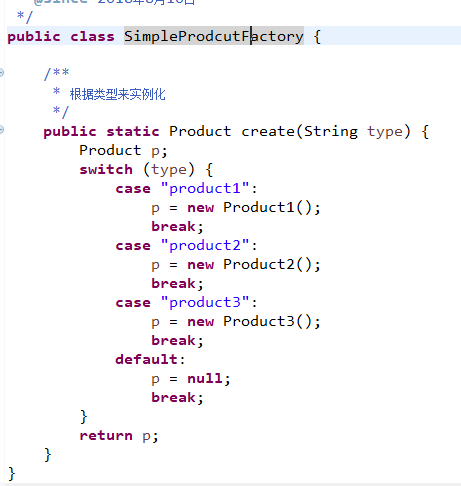 @since 2018年8月10日
 */
public class SimpleProdcutFactory {

    /**
     * 根据类型来实例化
     */
    public static Product create(String type) {
        Product p;
        switch (type) {
            case "product1":
                p = new Product1();
                break;
            case "product2":
                p = new Product2();
                break;
            case "product3":
                p = new Product3();
                break;
            default:
                p = null;
                break;
        }
        return p;
    }
}